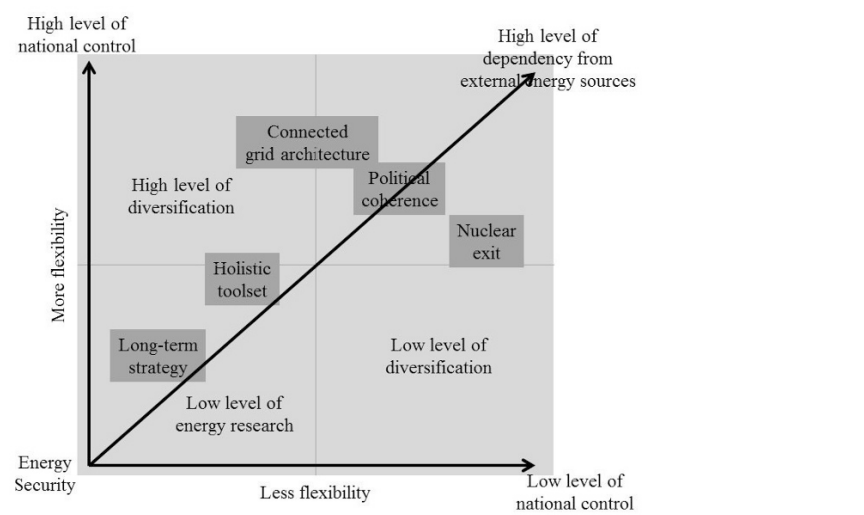 High level of
national control
High level of
dependency from
external energy sources
Connected
grid architecture
Political
coherence
High level of
diversification
Nuclear
exit
More flexibility
Holistic
toolset
Long-term
strategy
Low level of
diversification
Low level of
energy research
Energy
Security
Less flexibility
Low level of
national control